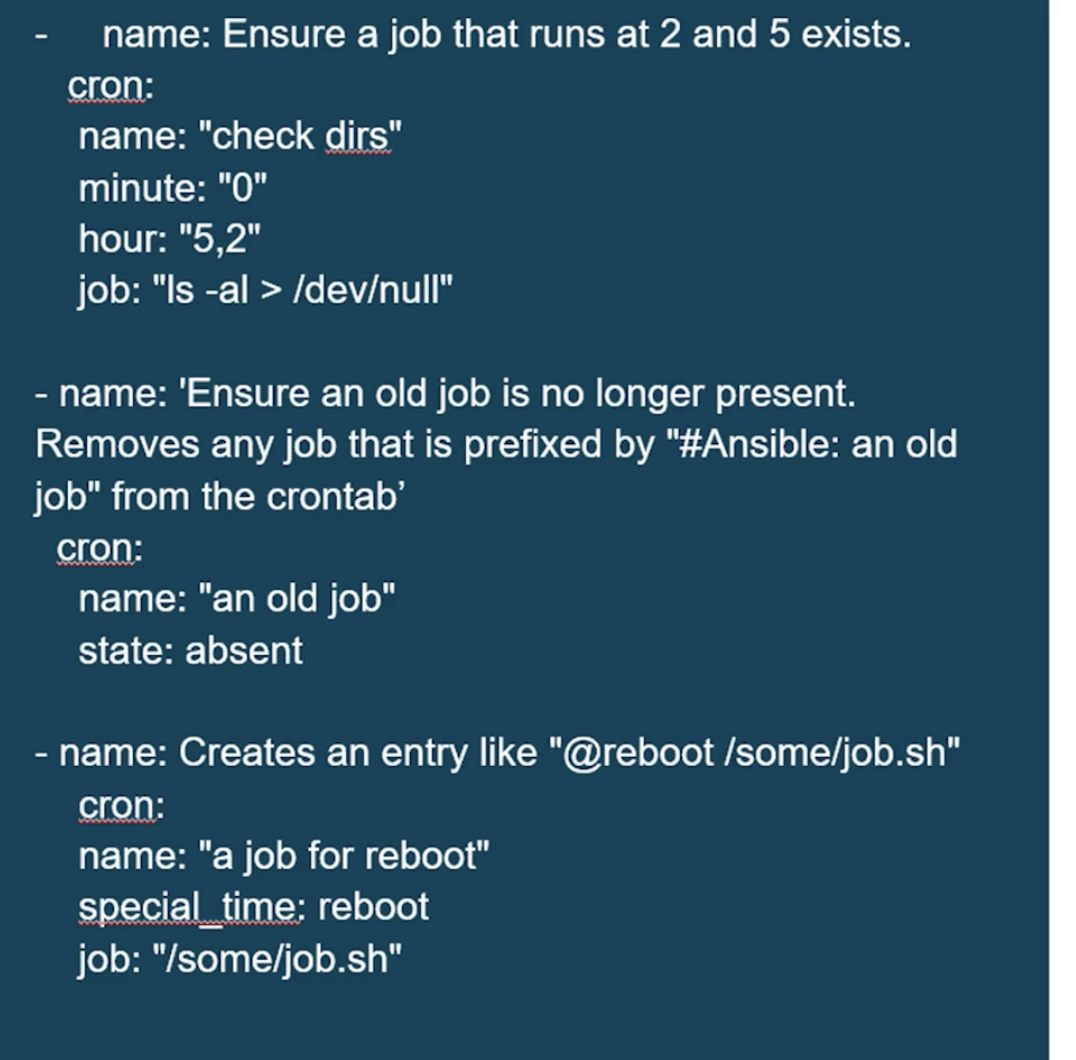 - name: Ensure a job that runs at 2 and 5 exists.
cron:
name: "check dirs"
minute: "0"
hour: "5,2"
job: "ls -al > /dev/null"
- name: 'Ensure an old job is no longer present.
Removes any job that is prefixed by "#Ansible: an old
job" from the crontab’
cron:
name: "an old job"
state: absent
- name: Creates an entry like "@reboot /some/job.sh"
cron:
name: "a job for reboot"
special_time: reboot
job: "/some/job.sh"